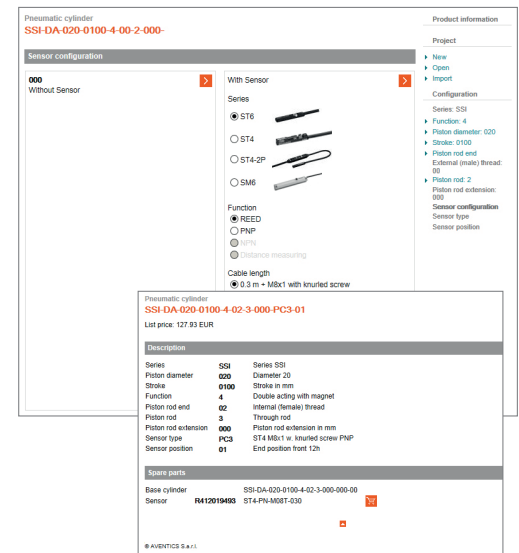 Pneumatic cylinder
SSI-DA-020-0100-4-00-2-000-
Sensor configuration
000
Without Sensor
With Sensor
Series
ST6
ST4
ST4-2P
SM6
Function
REED
PNP
NPN
Distance measuring
Cable length
0.3 m + M8x1 with knurled screw
Product information
Project
New
Open
Import
Configuration
Series: SSI
Function: 4
Piston diameter: 020
Stroke: 0100
Piston rod end
External (male) thread:
00
Piston rod: 2
Piston rod extension:
000
Sensor configuration
Sensor type
Sensor position
Pneumatic cylinder
SSI-DA-020-0100-4-02-3-000-PC3-01
List price: 127.93 EUR
Description
Series SSI Series SSI
Piston diameter 020 Diameter 20
Stroke 0100 Stroke in mm
Function 4 Double acting with magnet
Piston rod end 02 Internal (female) thread
Piston rod 3 Through rod
Piston rod extension 000 Piston rod extension in mm
Sensor type PC3 ST4 M8x1 w. knurled screw PNP
Sensor position 01 End position front 12h
Spare parts
Base cylinder SSI-DA-020-0100-4-02-3-000-000-00
Sensor R412019493 ST4-PN-M08T-030
© AVENTICS S.a.r.l.